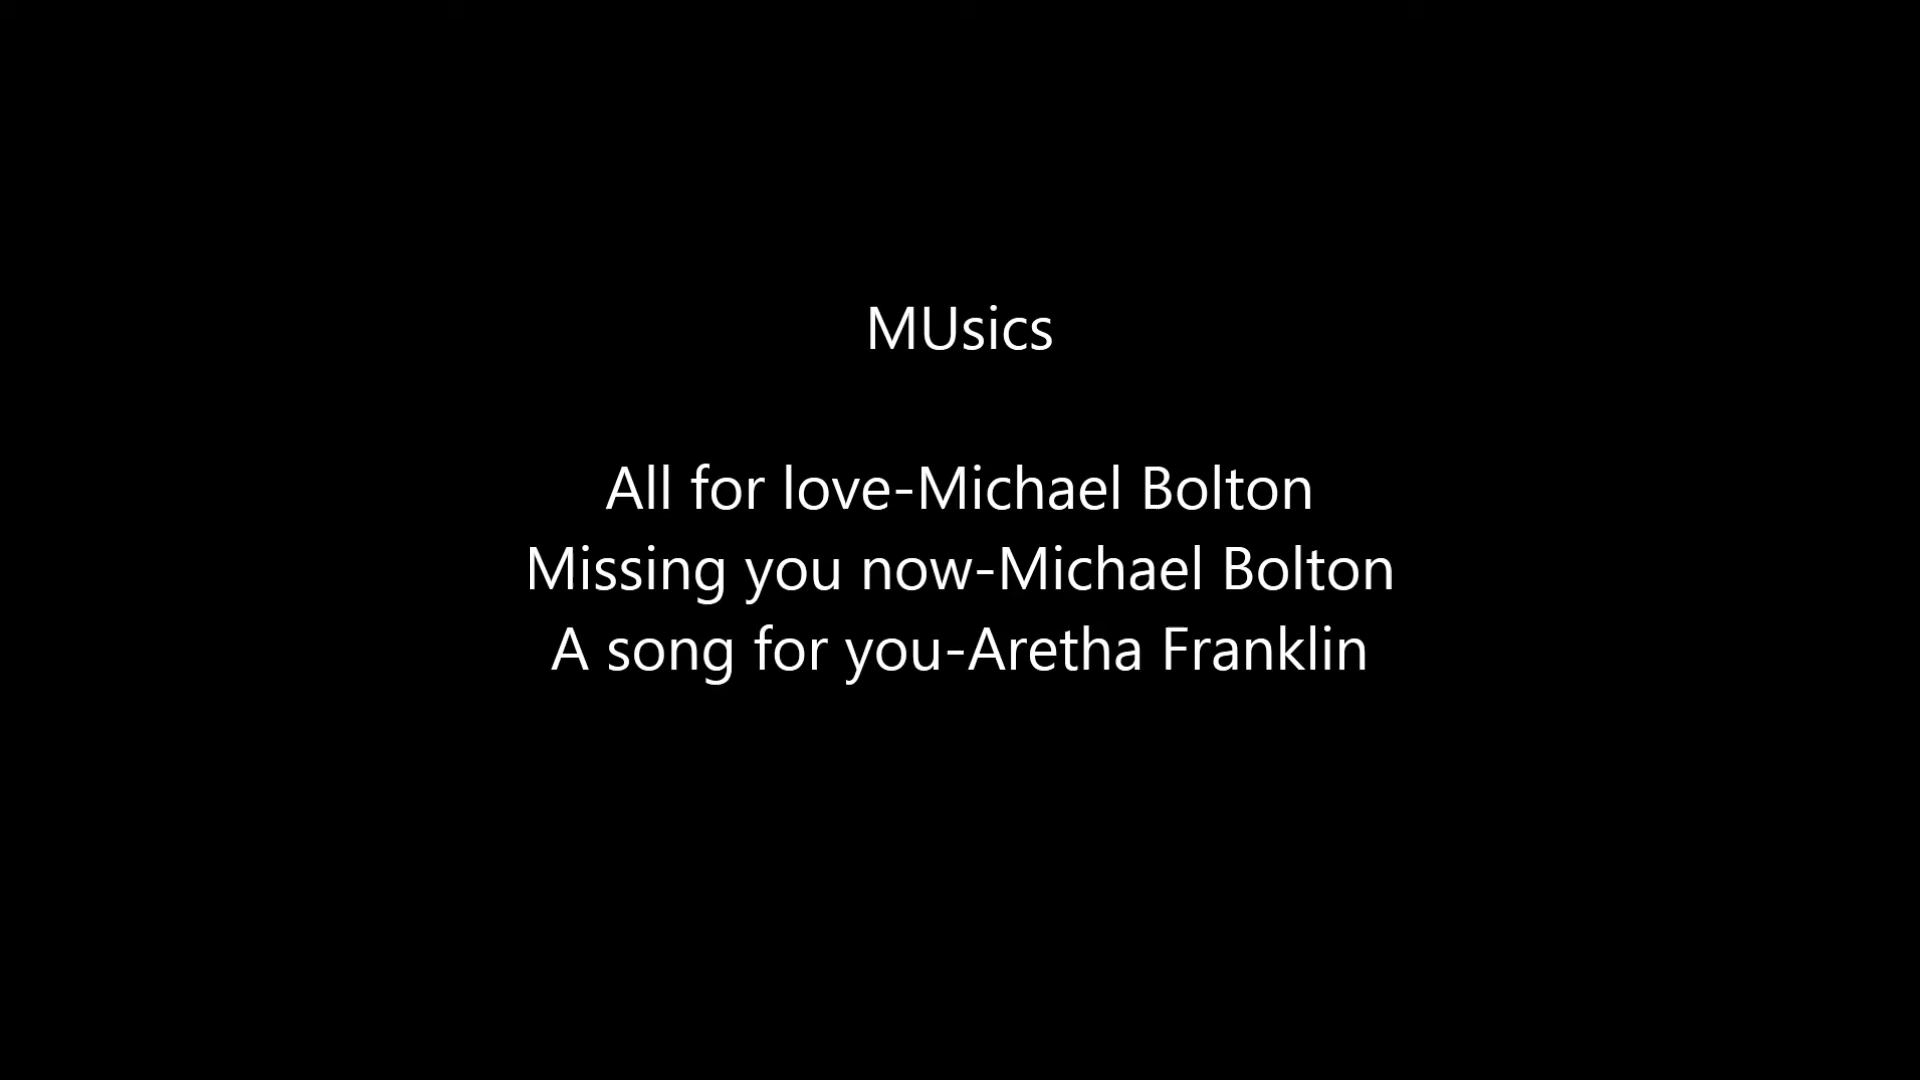 MUsics
All for love-Michael Bolton
Missing you now-Michael Bolton
A song for you-Aretha Franklin